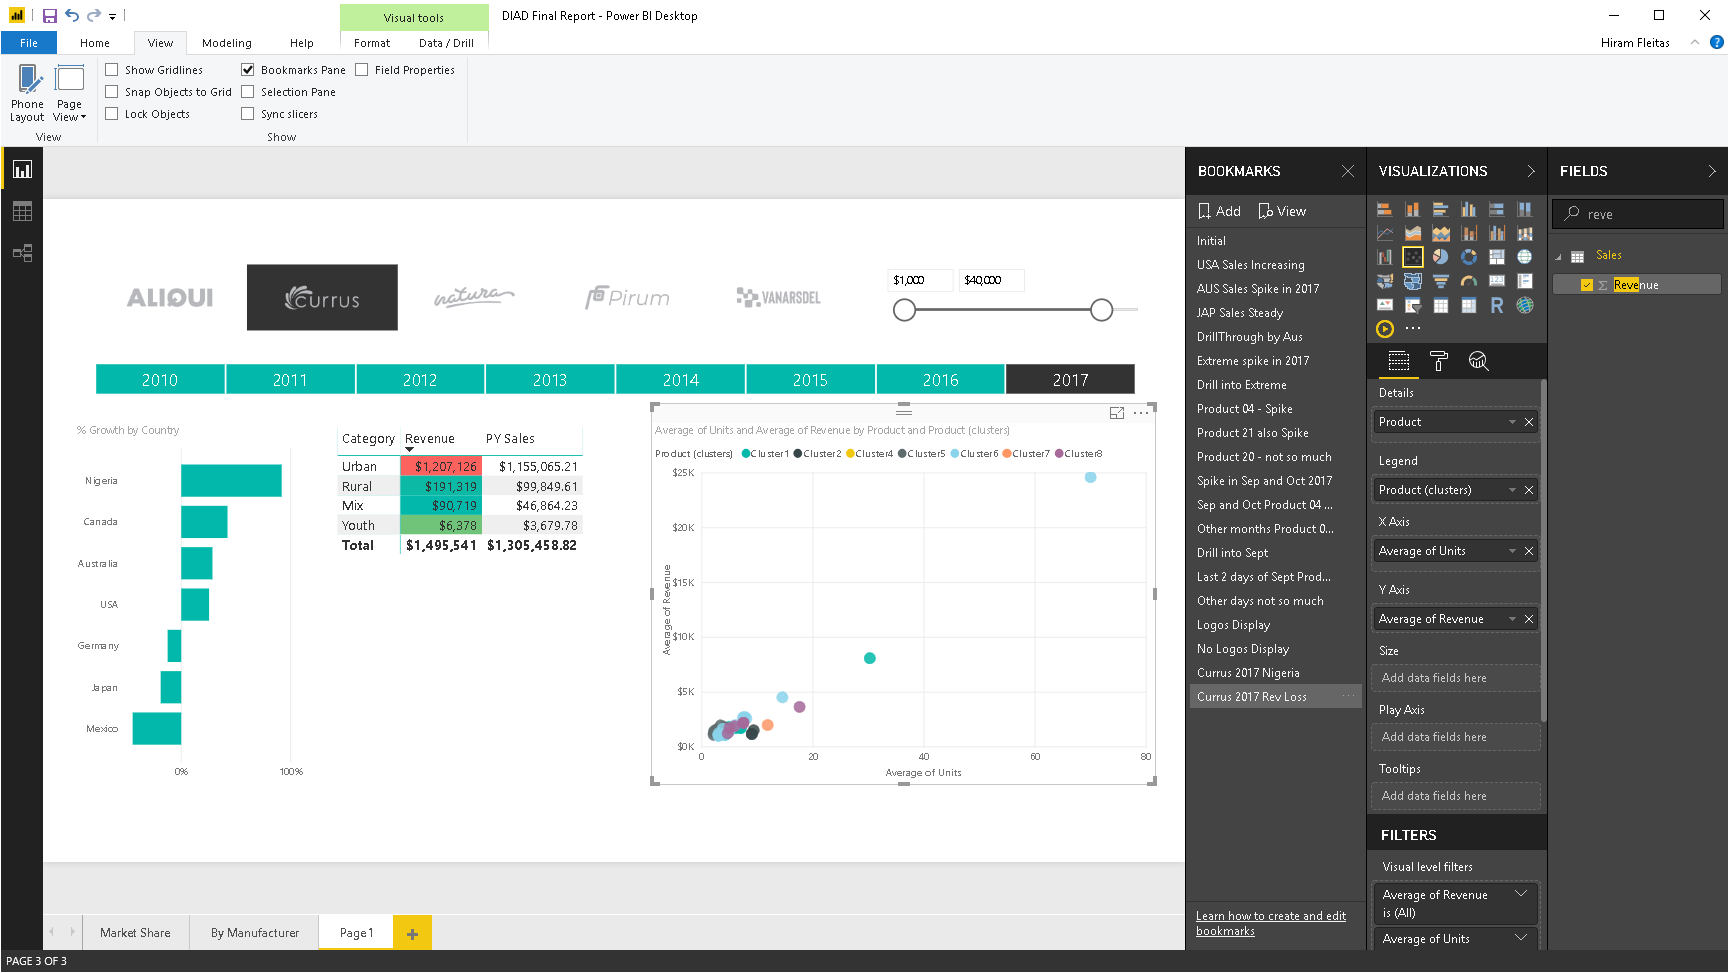 Visual tools
DIAD Final Report - Power BI Desktop
File
Home
View
Modeling
Help
Format
Data / Drill
Hiram Fleitas
Phone Layout
Page View
Show Gridlines
Snap Objects to Grid
Lock Objects
Bookmarks Pane
Selection Pane
Sync slicers
Field Properties
View
Show
ALIQUI
currus
natura
Pirum
VANARSDEL
$1,000
$40,000
2010
2011
2012
2013
2014
2015
2016
2017
% Growth by Country
Nigeria
Canada
Australia
USA
Germany
Japan
Mexico
0%
100%
Category Revenue PY Sales
Urban $1,207,126 $1,155,065.21
Rural $191,319 $99,849.61
Mix $90,719 $46,864.23
Youth $6,378 $3,679.78
Total $1,495,541 $1,305,458.82
Average of Units and Average of Revenue by Product and Product (clusters)
Product (clusters) Cluster1 Cluster2 Cluster4 Cluster5 Cluster6 Cluster7 Cluster8
$25K
$20K
$15K
$10K
$5K
$0K
Average of Revenue
0 20 40 60 80
Average of Units
BOOKMARKS
Add
View
Initial
USA Sales Increasing
AUS Sales Spike in 2017
JAP Sales Steady
DrillThrough by Aus
Extreme spike in 2017
Drill into Extreme
Product 04 - Spike
Product 21 also Spike
Product 20 - not so much
Spike in Sep and Oct 2017
Sep and Oct Product 04 ...
Other months Product 0...
Drill into Sept
Last 2 days of Sept Prod...
Other days not so much
Logos Display
No Logos Display
Currus 2017 Nigeria
Currus 2017 Rev Loss
Learn how to create and edit
bookmarks
VISUALIZATIONS
R
Details
Product
Legend
Product (clusters)
X Axis
Average of Units
Y Axis
Average of Revenue
Size
Add data fields here
Play Axis
Add data fields here
Tooltips
Add data fields here
FILTERS
Visual level filters
Average of Revenue
is (All)
Average of Units
FIELDS
reve
Sales
Σ Revenue
Market Share
By Manufacturer
Page 1
PAGE 3 OF 3